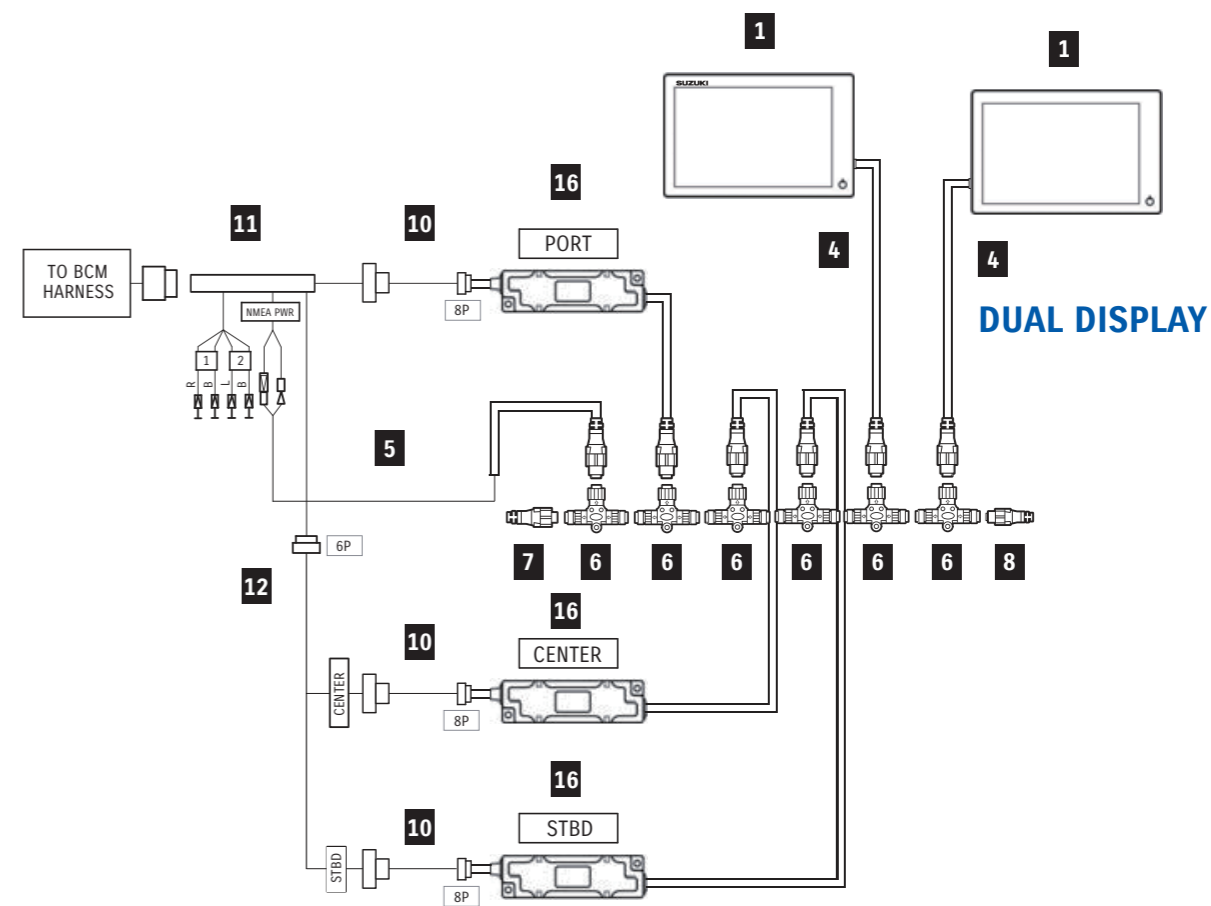 1
1
SUZUKI
16
11
10
PORT
4
4
TO BCM
HARNESS
8P
NMEA PWR
DUAL DISPLAY
1
2
R
B
L
B
5
6P
7
6
6
6
6
6
6
8
12
16
10
CENTER
CENTER
8P
16
10
STBD
STBD
8P